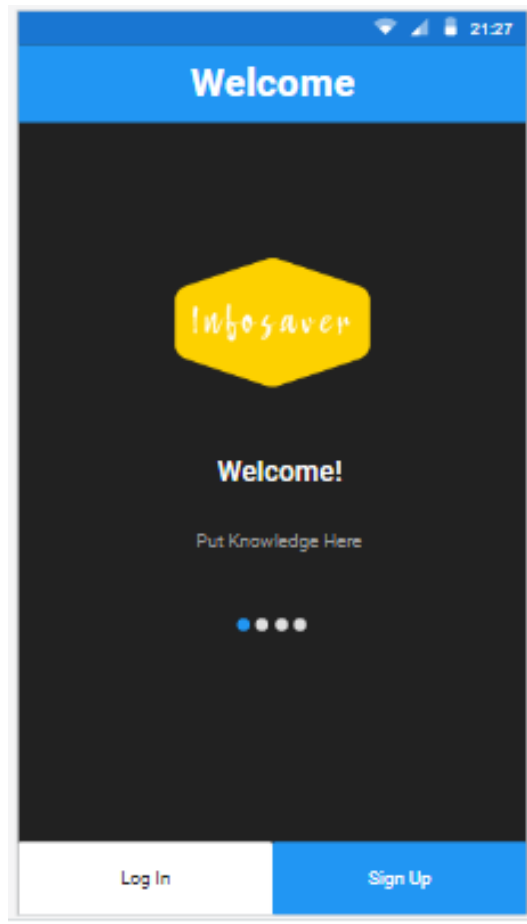 21:27
Welcome
Infosaver
Welcome!
Put Knowledge Here
Log In
Sign Up